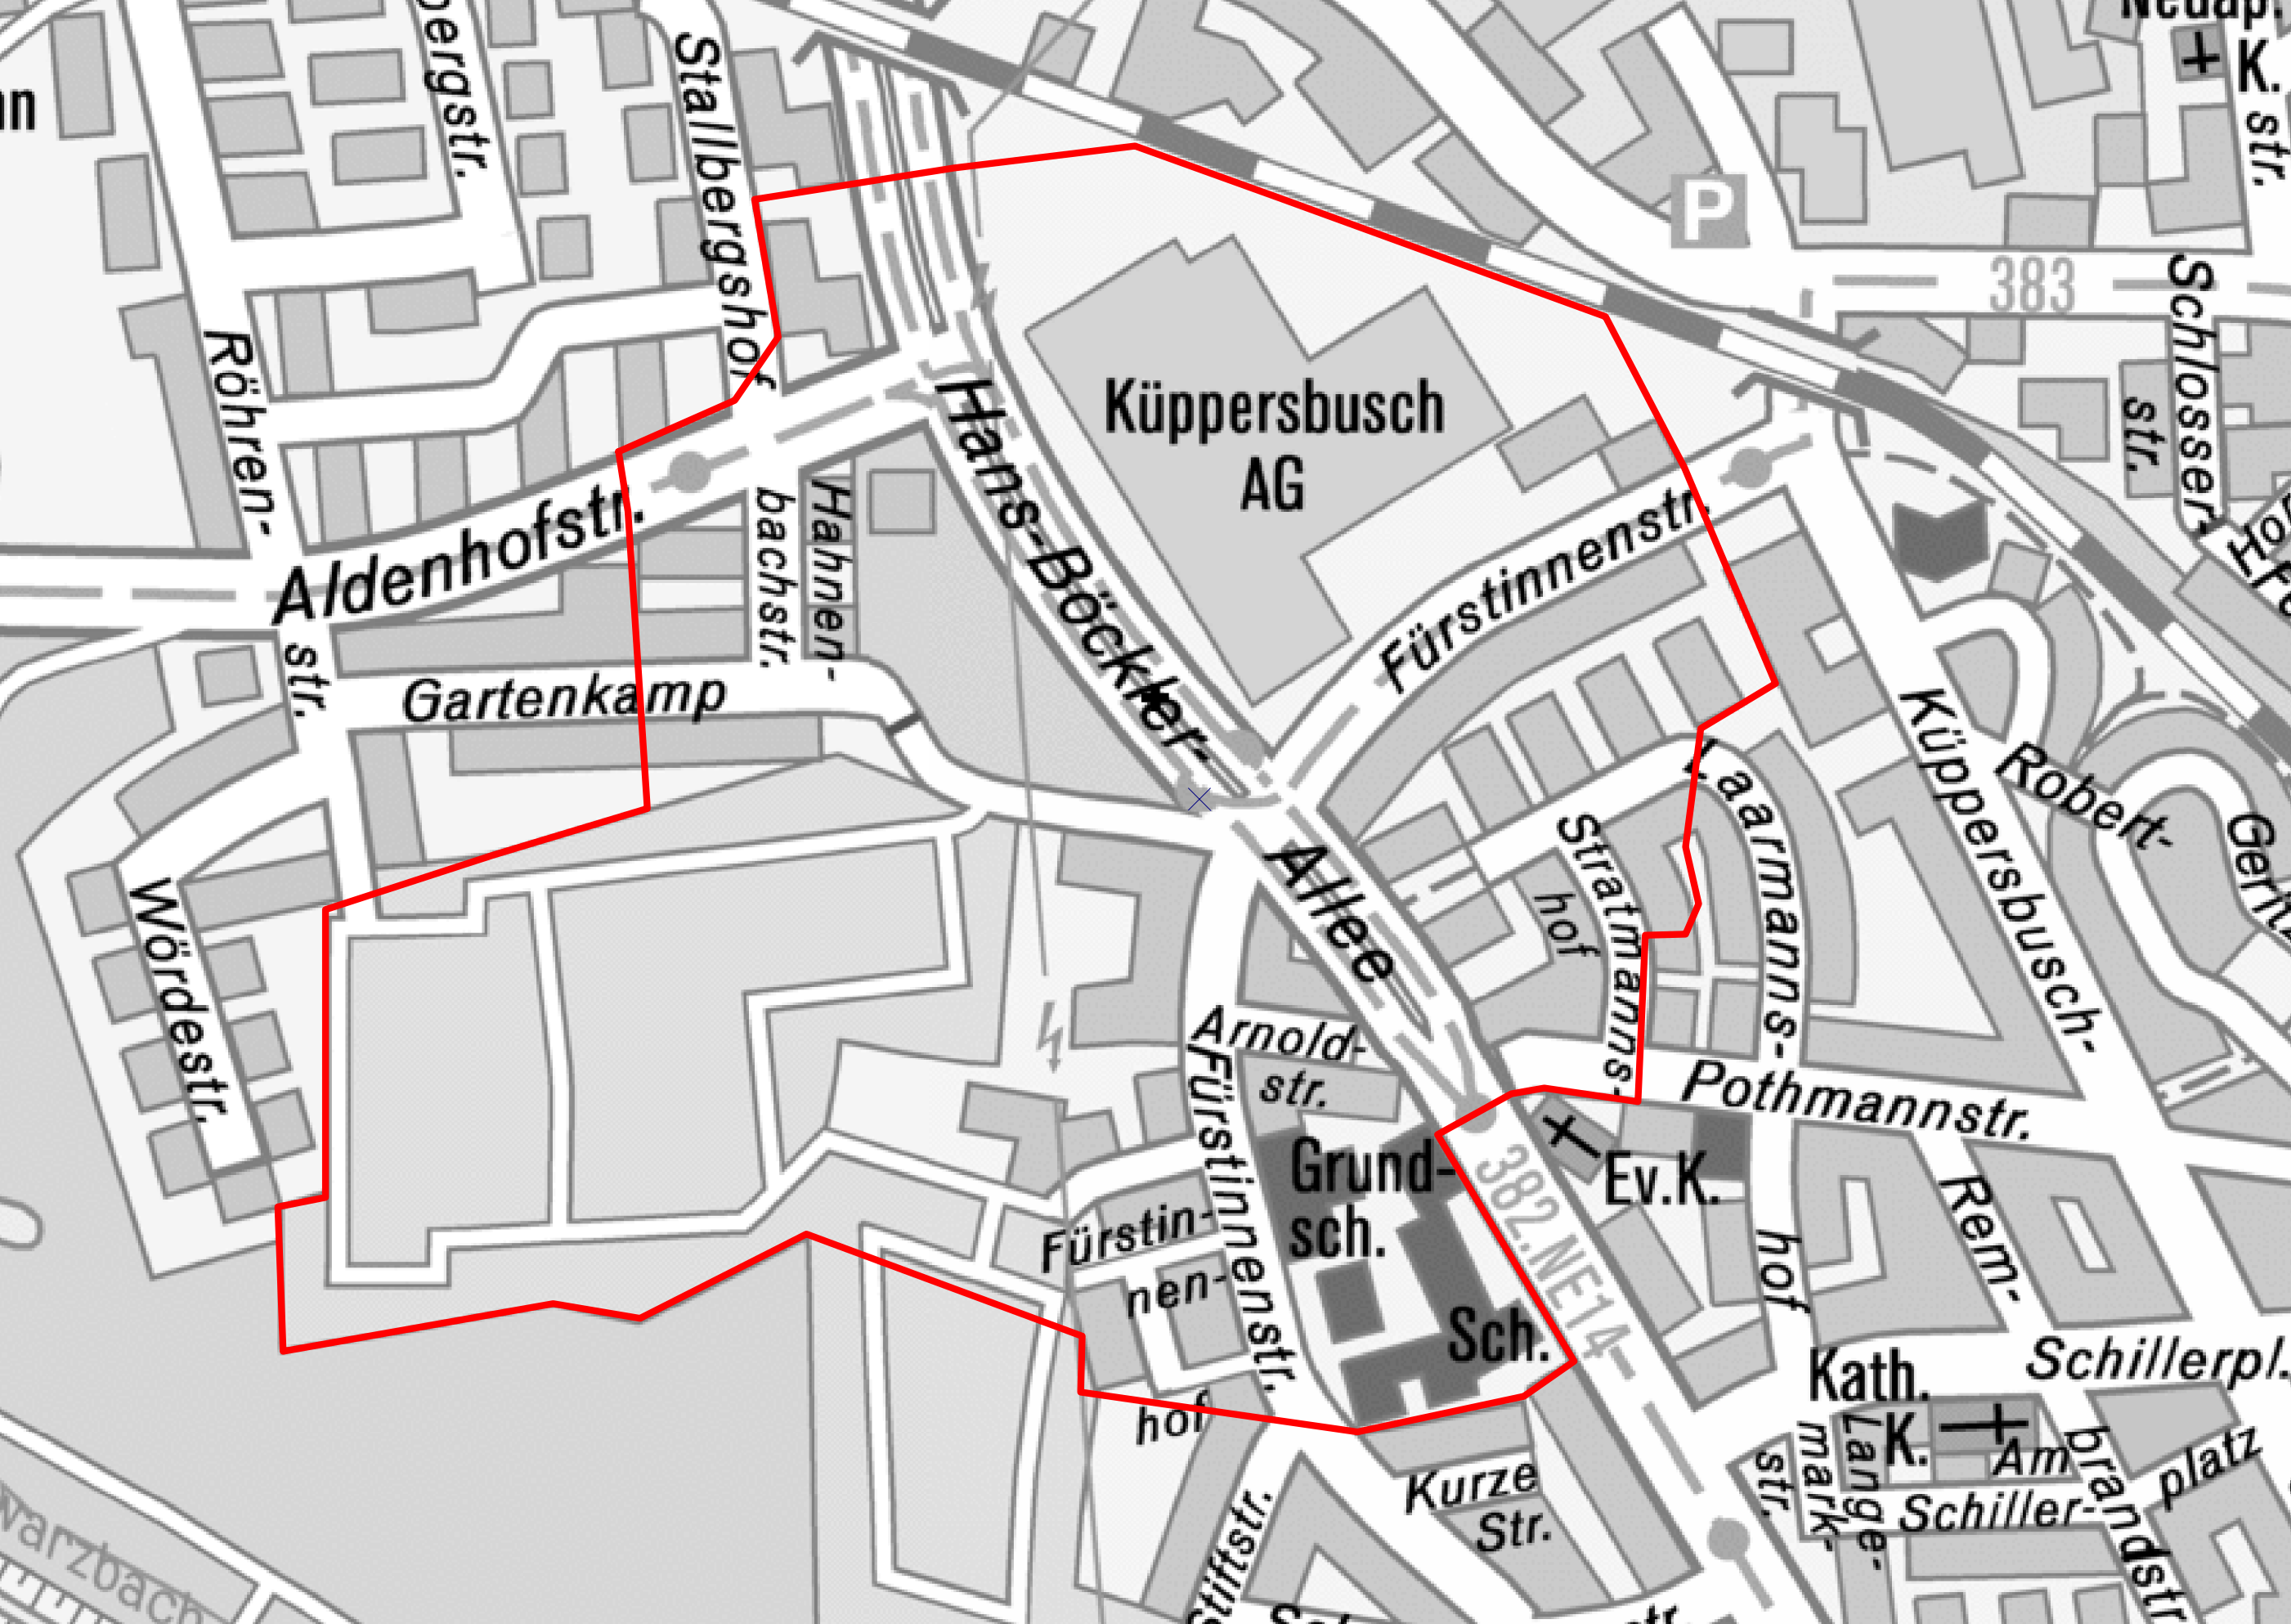 Stallbergshof
P
383
K.
str.
Schlosser-
str.
Röhren-
str.
Küppersbusch
AG
Hans-Böckler-
Allee
Aldenhofstr.
Hahnen-
bachstr.
Fürstinnenstr.
Gartenkamp
Küppersbusch-
Robert-
Laarmanns-
hof
Stratmanns-
hof
Wördestr.
Arnold-
str.
Fürstinnenstr.
Pothmannstr.
Grund-
sch.
382.NE14
Ev.K.
Rem-
Fürstin-
nen-
hof
Sch.
Kath.
K.
Schillerpl.
Lange-
mark-
str.
Am
Schiller-
platz
brandstr.
Kurze
Str.
Stiftstr.